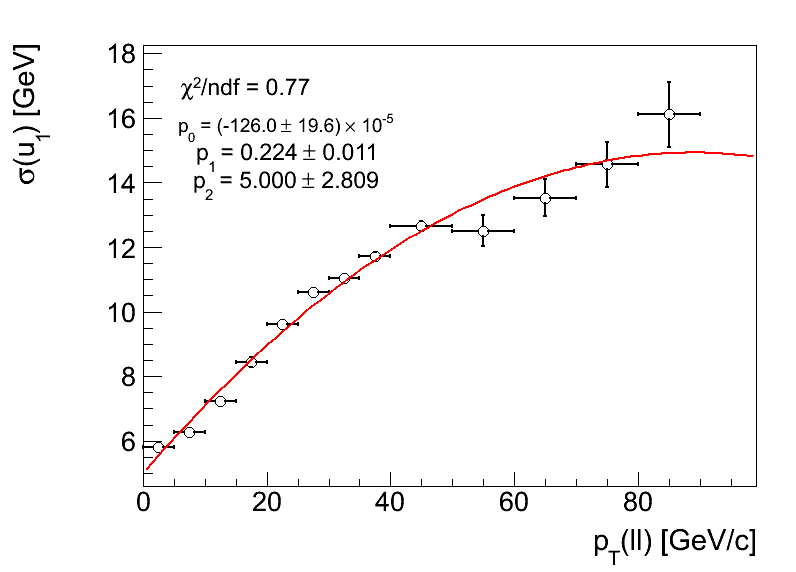 σ(u₁) [GeV]
18
16
14
12
10
8
6
χ²/ndf = 0.77
p₀ = (-126.0 ± 19.6) × 10⁻⁵
p₁ = 0.224 ± 0.011
p₂ = 5.000 ± 2.809
0 20 40 60 80
p_T(ll) [GeV/c]